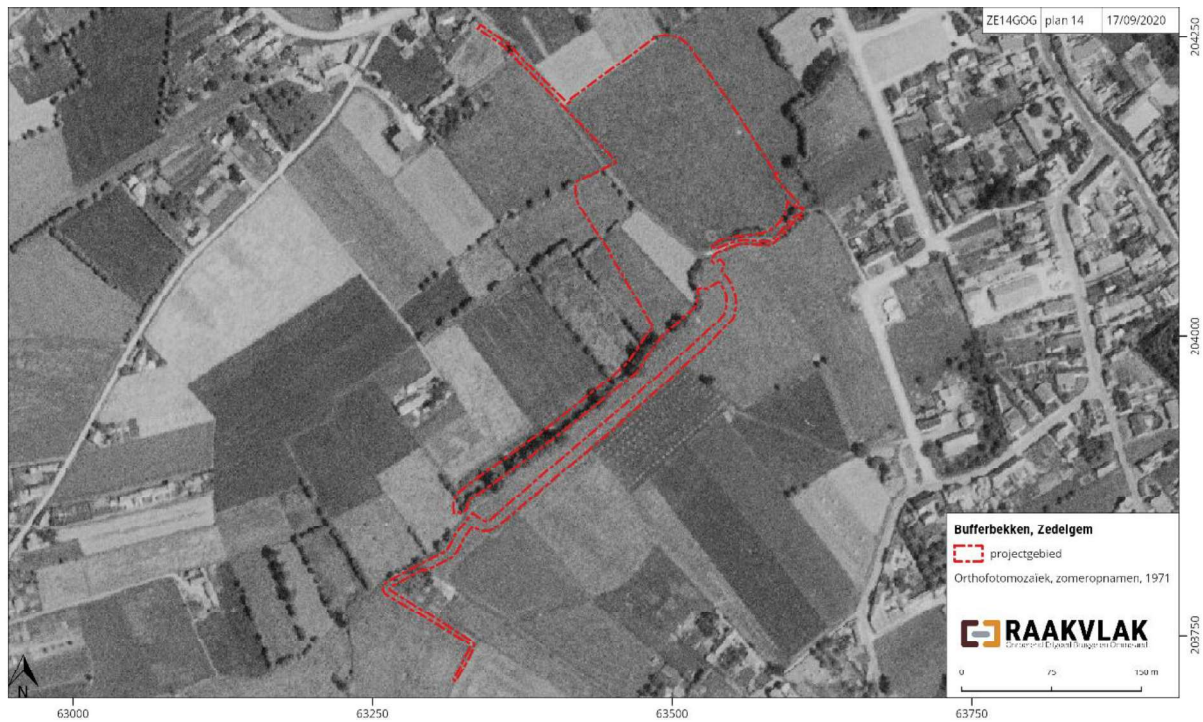 ZE14GOG plan 14 17/09/2020
204250
204000
203750
Bufferbekken, Zedelgem
projectgebied
Orthofotomozaïek, zomeropnamen, 1971
RAAKVLAK
0 75 150 m
N
63000 63250 63500 63750